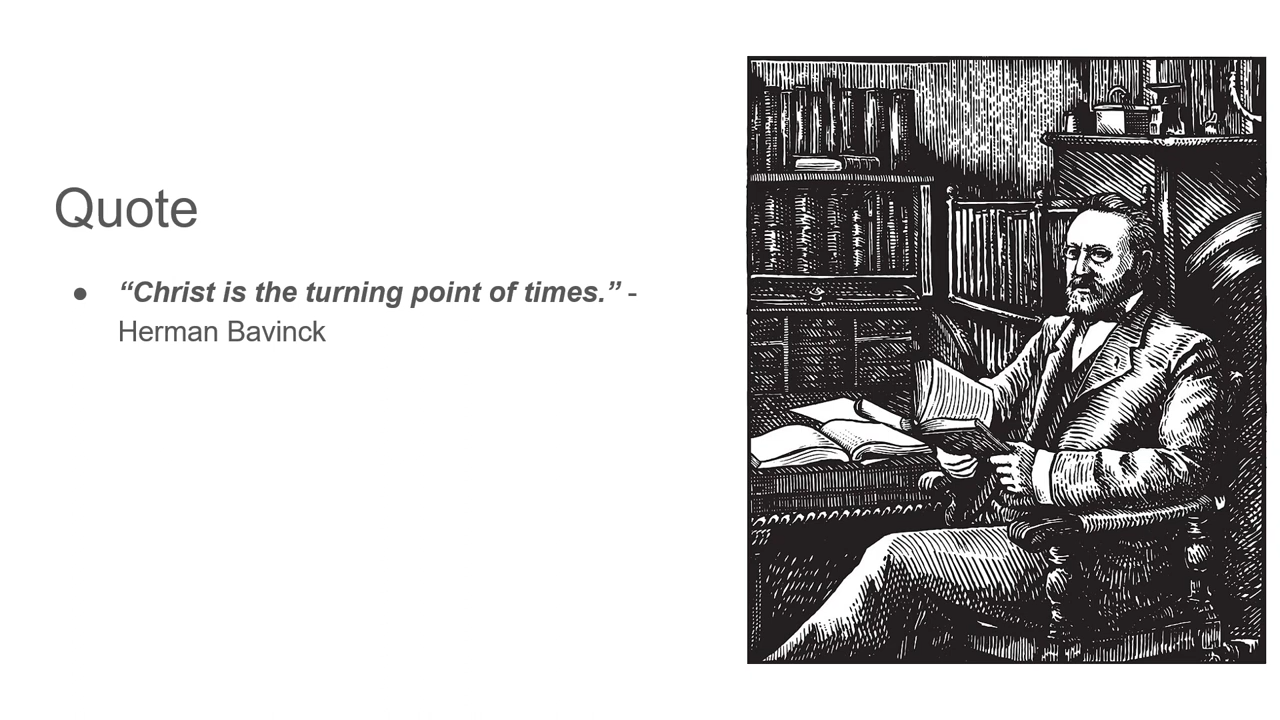 Quote
● “Christ is the turning point of times.” -
Herman Bavinck